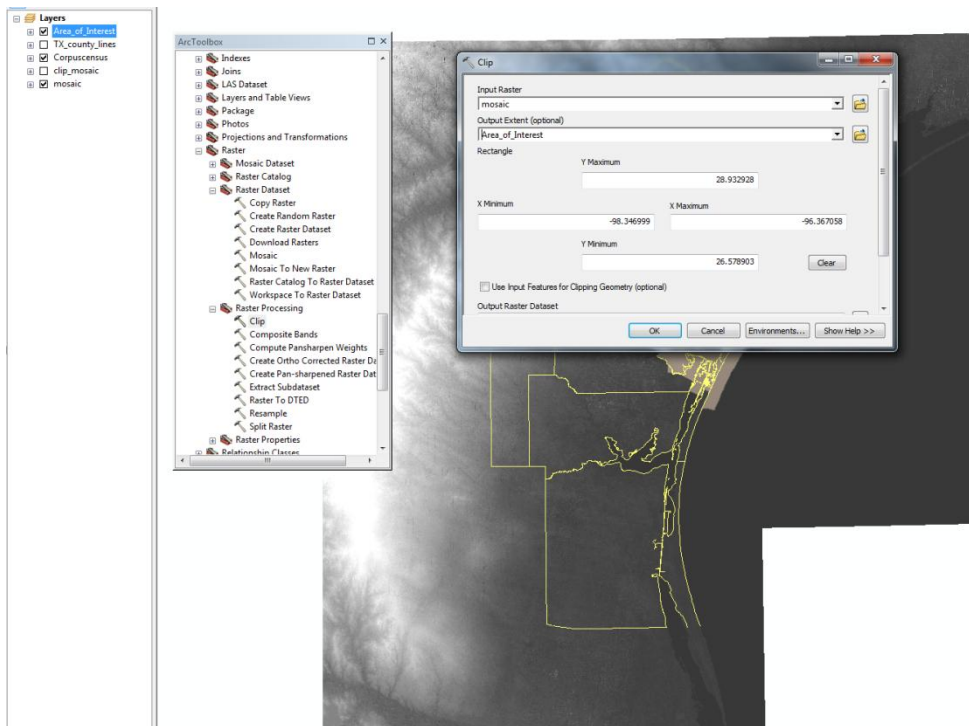 Layers
Area_of_Interest
TX_county_lines
Corpuscensus
clip_mosaic
mosaic
ArcToolbox
Indexes
Joins
LAS Dataset
Layers and Table Views
Package
Photos
Projections and Transformations
Raster
Mosaic Dataset
Raster Catalog
Raster Dataset
Copy Raster
Create Random Raster
Create Raster Dataset
Download Rasters
Mosaic
Mosaic To New Raster
Raster Catalog To Raster Dataset
Workspace To Raster Dataset
Raster Processing
Clip
Composite Bands
Compute Pansharpen Weights
Create Ortho Corrected Raster Da
Create Pan-sharpened Raster Dat
Extract Subdataset
Raster To DTED
Resample
Split Raster
Raster Properties
Relationship Classes
Clip
Input Raster
mosaic
Output Extent (optional)
Area_of_Interest
Rectangle
Y Maximum
28.932928
X Minimum X Maximum
-98.346999 -96.367058
Y Minimum
26.578903 Clear
Use Input Features for Clipping Geometry (optional)
Output Raster Dataset
OK Cancel Environments... Show Help >>